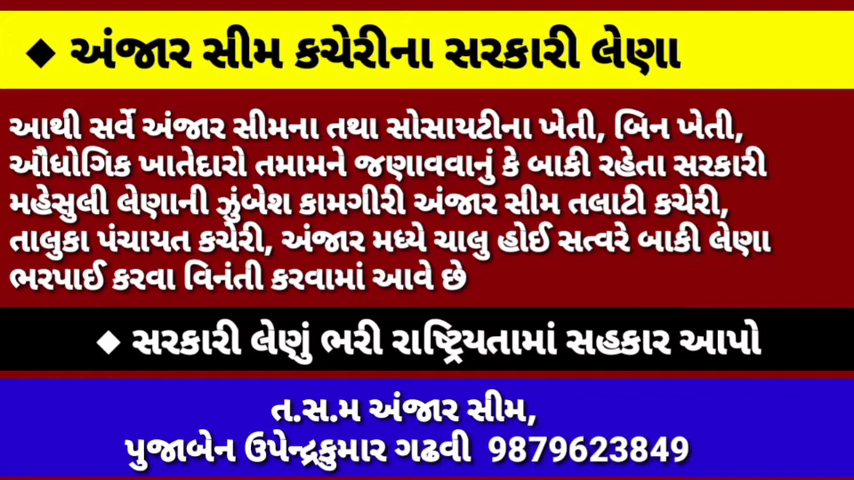 ◆ અંજાર સીમ કચેરીના સરકારી લેણા
આથી સર્વે અંજાર સીમના તથા સોસાયટીના ખેતી, બિન ખેતી,
ઔધોગિક ખાતેદારો તમામને જણાવવાનું કે બાકી રહેતા સરકારી
મહેસુલી લેણાની ઝુંબેશ કામગીરી અંજાર સીમ તલાટી કચેરી,
તાલુકા પંચાયત કચેરી, અંજાર મધ્યે ચાલુ હોઈ સત્વરે બાકી લેણા
ભરપાઈ કરવા વિનંતી કરવામાં આવે છે
◆ સરકારી લેણું ભરી રાષ્ટ્રિયતામાં સહકાર આપો
ત.સ.મ અંજાર સીમ,
પુજાબેન ઉપેન્દ્રકુમાર ગઢવી 9879623849